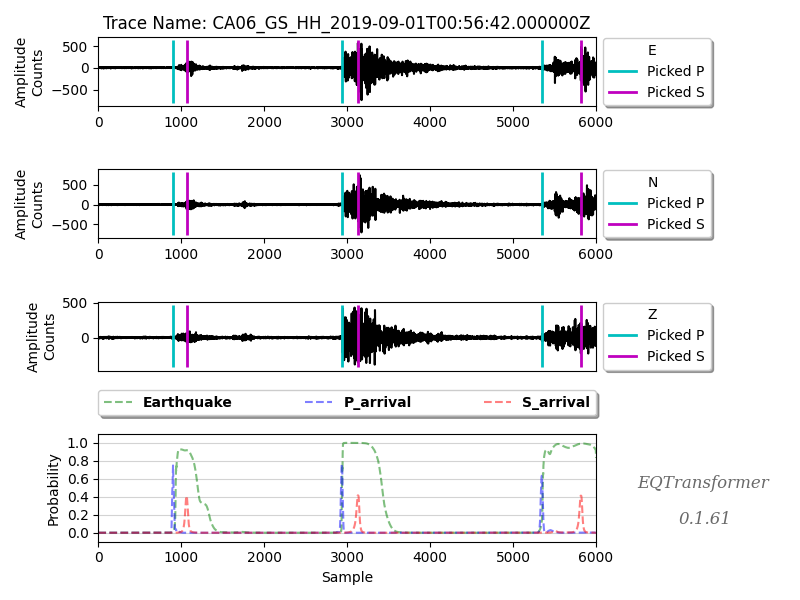 Trace Name: CA06_GS_HH_2019-09-01T00:56:42.000000Z
Amplitude
Counts
500
0
−500
0 1000 2000 3000 4000 5000 6000
E
Picked P
Picked S
Amplitude
Counts
500
0
−500
0 1000 2000 3000 4000 5000 6000
N
Picked P
Picked S
Amplitude
Counts
500
0
0 1000 2000 3000 4000 5000 6000
Z
Picked P
Picked S
Earthquake P_arrival S_arrival
Probability
1.0
0.8
0.6
0.4
0.2
0.0
0 1000 2000 3000 4000 5000 6000
Sample
EQTransformer
0.1.61